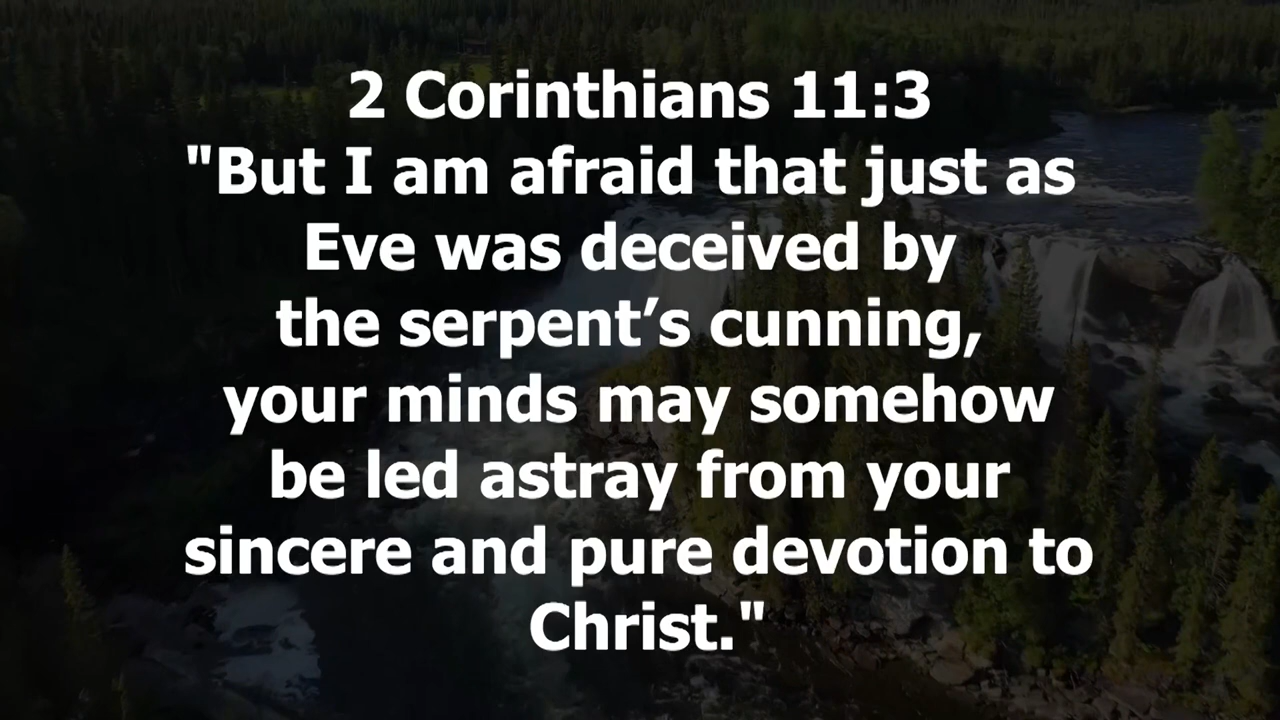 2 Corinthians 11:3
"But I am afraid that just as
Eve was deceived by
the serpent’s cunning,
your minds may somehow
be led astray from your
sincere and pure devotion to
Christ."